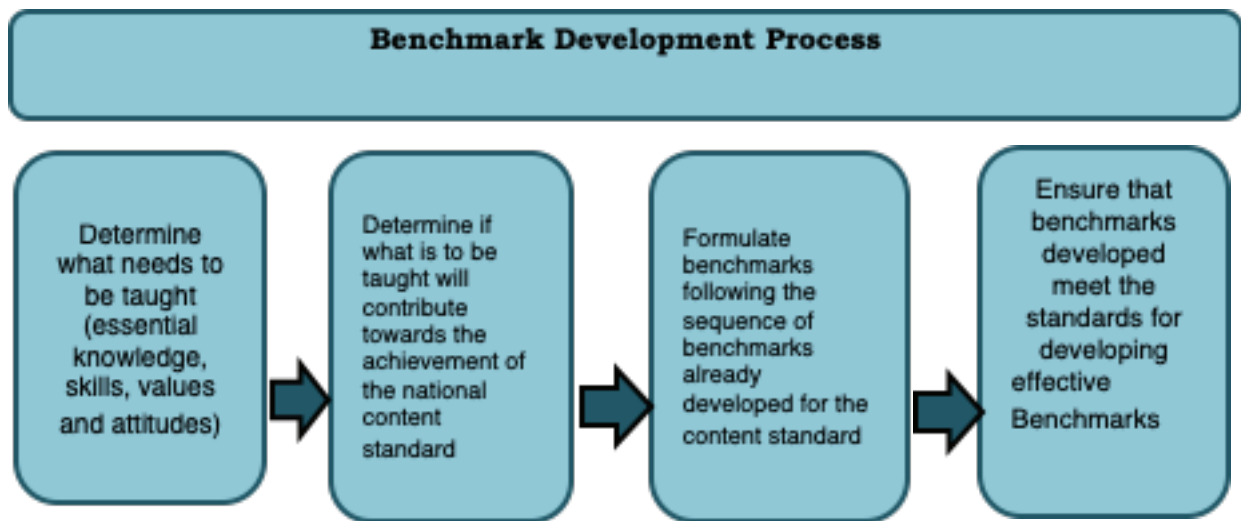 Benchmark Development Process
Determine
what needs to
be taught
(essential
knowledge,
skills, values
and attitudes)
Determine if
what is to be
taught will
contribute
towards the
achievement of
the national
content
standard
Formulate
benchmarks
following the
sequence of
benchmarks
already
developed for the
content standard
Ensure that
benchmarks
developed
meet the
standards for
developing
effective
Benchmarks